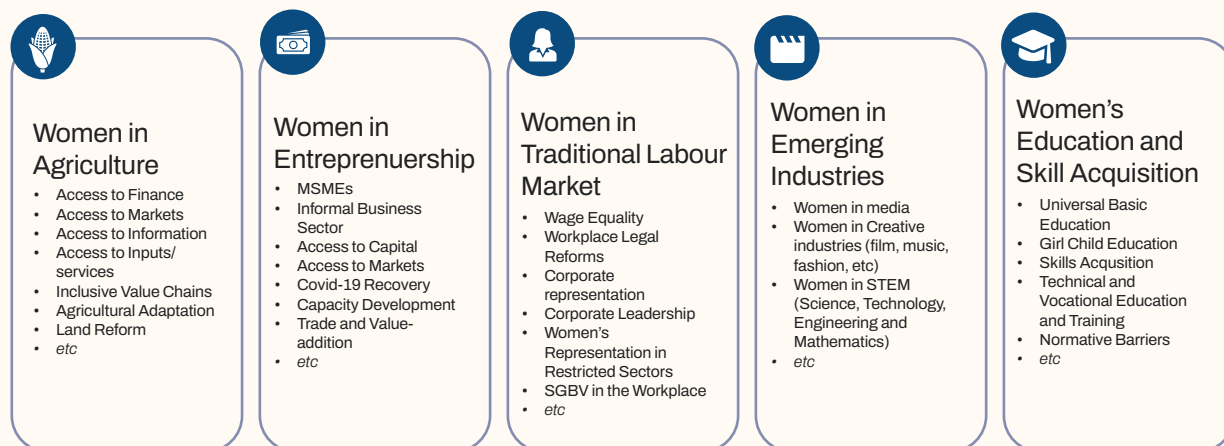 Women in
Agriculture
• Access to Finance
• Access to Markets
• Access to Information
• Access to Inputs/
services
• Inclusive Value Chains
• Agricultural Adaptation
• Land Reform
• etc
Women in
Entreprenuership
• MSMEs
• Informal Business
Sector
• Access to Capital
• Access to Markets
• Covid-19 Recovery
• Capacity Development
• Trade and Value-
addition
• etc
Women in
Traditional Labour
Market
• Wage Equality
• Workplace Legal
Reforms
• Corporate
representation
• Corporate Leadership
• Women’s
Representation in
Restricted Sectors
• SGBV in the Workplace
• etc
Women in
Emerging
Industries
• Women in media
• Women in Creative
industries (film, music,
fashion, etc)
• Women in STEM
(Science, Technology,
Engineering and
Mathematics)
• etc
Women’s
Education and
Skill Acquisition
• Universal Basic
Education
• Girl Child Education
• Skills Acqusition
• Technical and
Vocational Education
and Training
• Normative Barriers
• etc